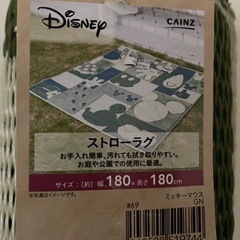 Disney
CAINZ
ストローラグ
お手入れ簡単、汚れても拭き取りやすい。
お庭や公園での使用に最適。
サイズ：(約) 幅180×長さ180cm
#69
ミッキーマウス
GN